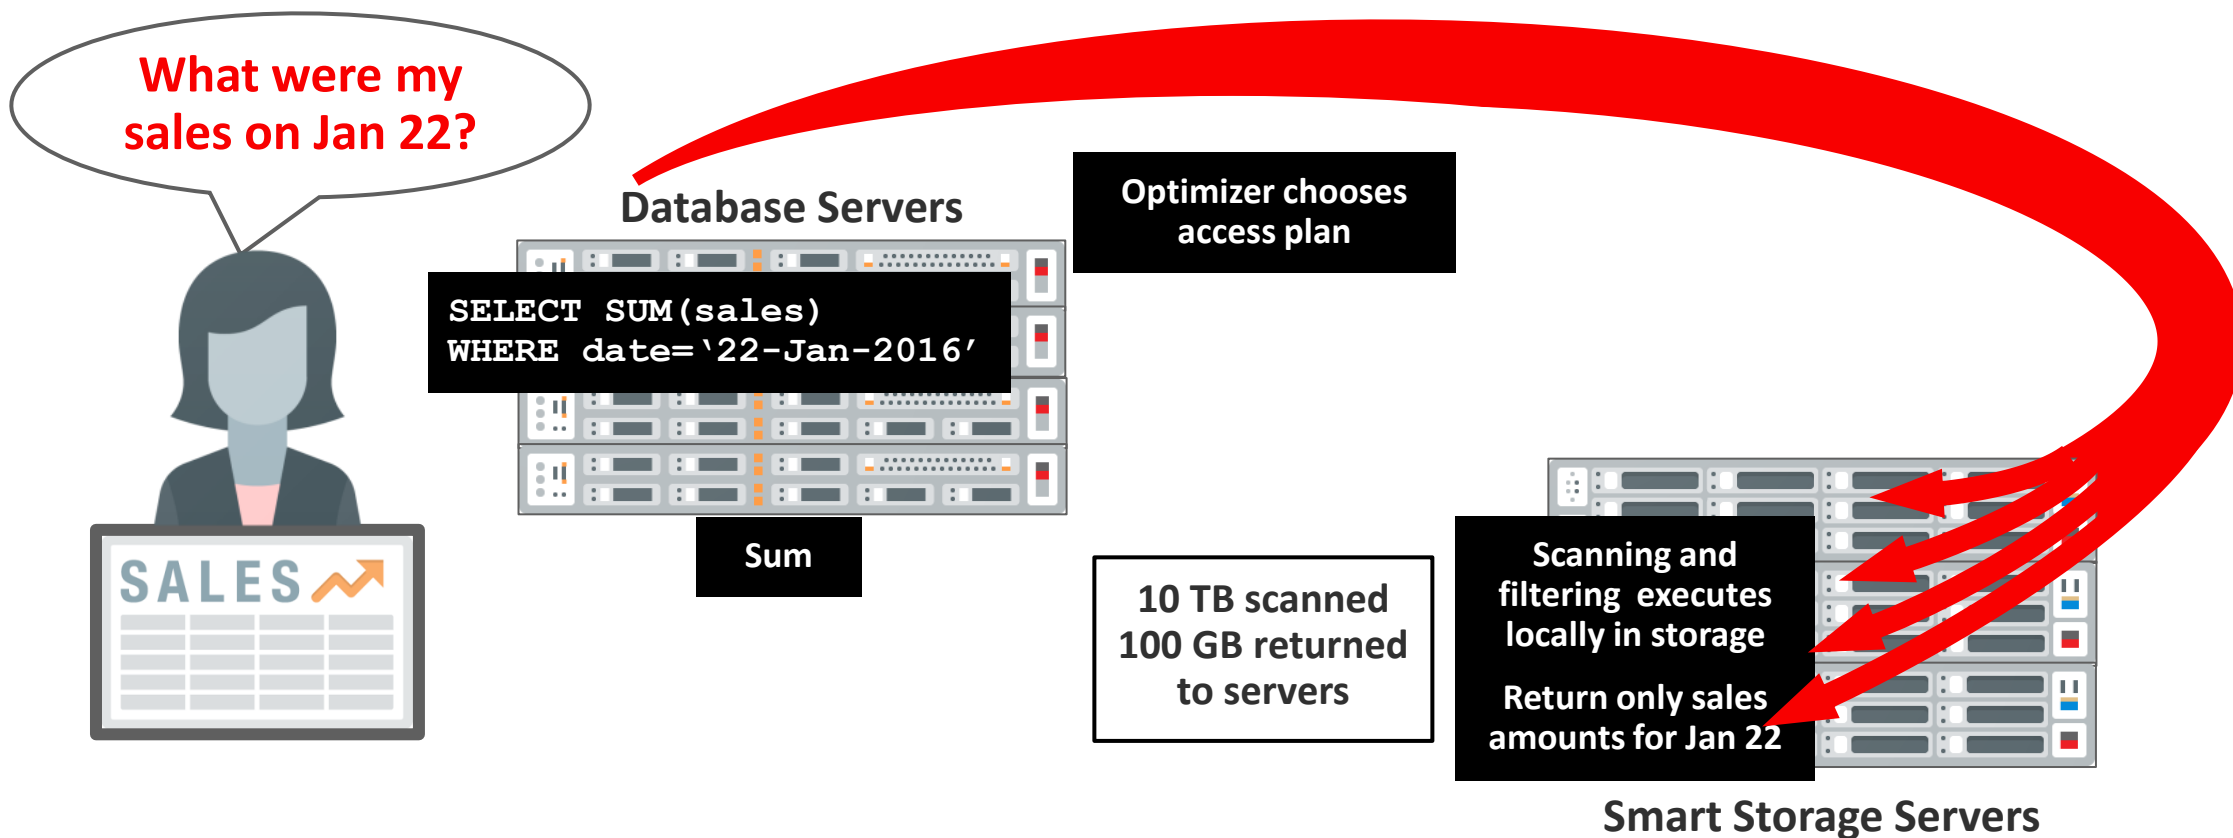 What were my
sales on Jan 22?
Database Servers
Optimizer chooses
access plan
SELECT SUM(sales)
WHERE date=‘22-Jan-2016’
Sum
SALES
10 TB scanned
100 GB returned
to servers
Scanning and
filtering executes
locally in storage
Return only sales
amounts for Jan 22
Smart Storage Servers